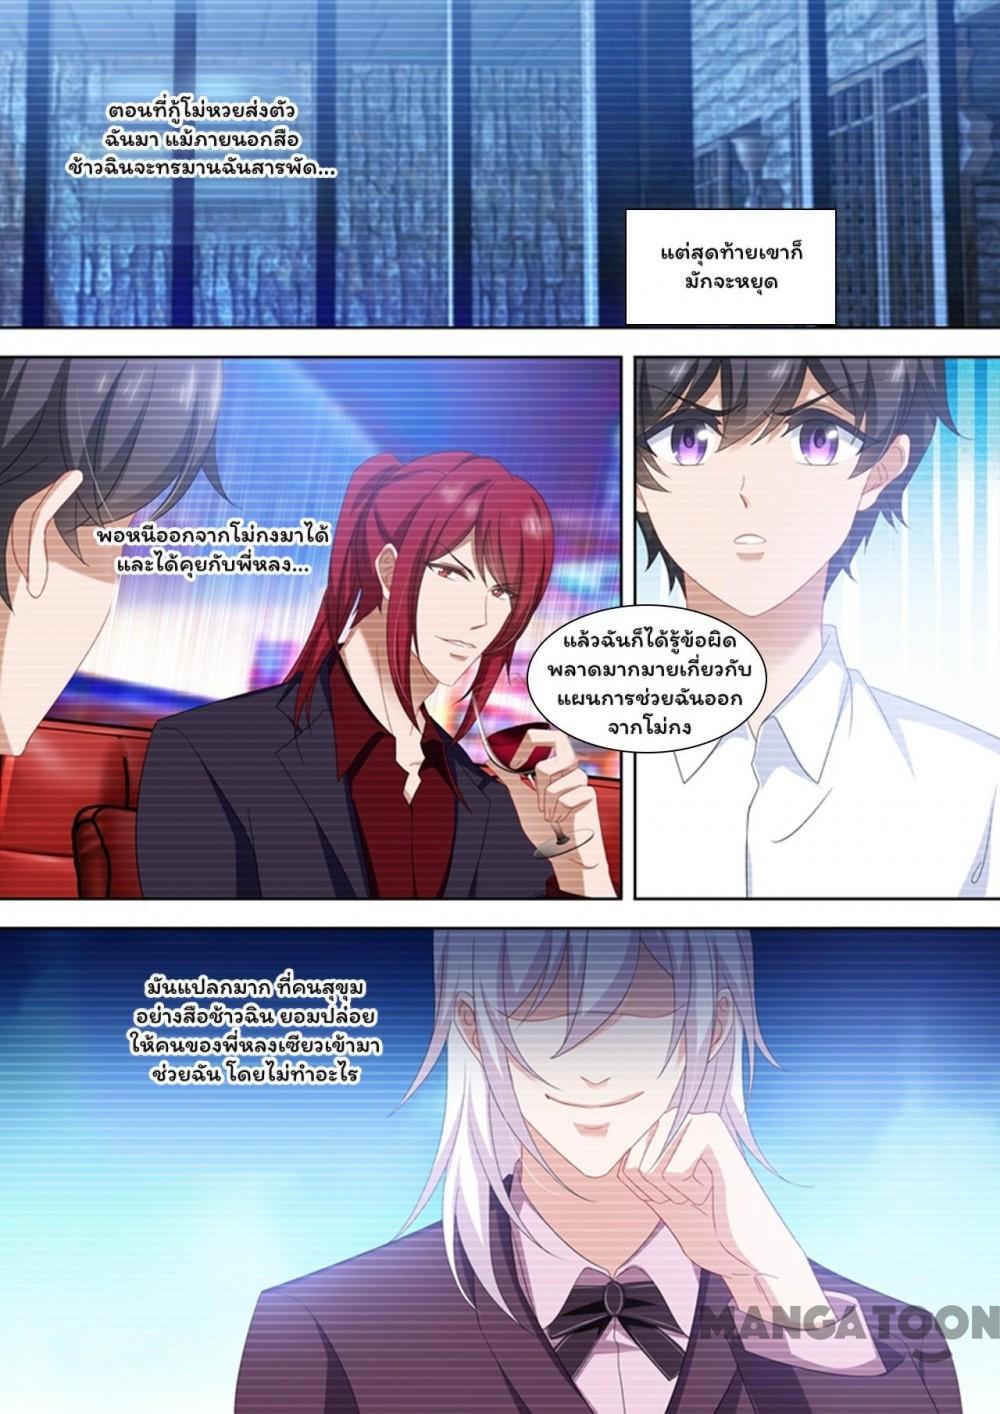 ตอนที่กู้โม่หวยส่งตัว
ฉันมา แม้ภายนอกสือ
ช้าวฉินจะทรมานฉันสารพัด...
แต่สุดท้ายเขาก็
มักจะหยุด
พอหนีออกจากโม่กงมาได้
และได้คุยกับพี่หลง...
แล้วฉันก็ได้รู้ข้อผิด
พลาดมากมายเกี่ยวกับ
แผนการช่วยฉันออก
จากโม่กง
มันแปลกมาก ที่คนสุขุม
อย่างสือช้าวฉิน ยอมปล่อย
ให้คนของพี่หลงเซียวเข้ามา
ช่วยฉัน โดยไม่ทำอะไร
MANGATOON